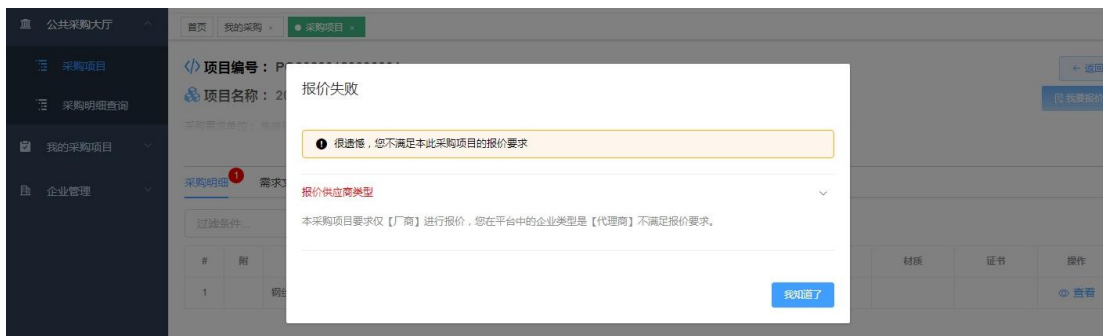 公共采购大厅
采购项目
采购明细查询
我的采购项目
企业管理
首页 我的采购 × 采购项目 ×
项目编号：
项目名称：
我要报价
报价失败
很遗憾，您不满足本此采购项目的报价要求
报价供应商类型
本采购项目要求仅【厂商】进行报价，您在平台中的企业类型是【代理商】不满足报价要求。
我知道了
采购明细 1
过滤条件...
# 附 材质 证书 操作
1 查看